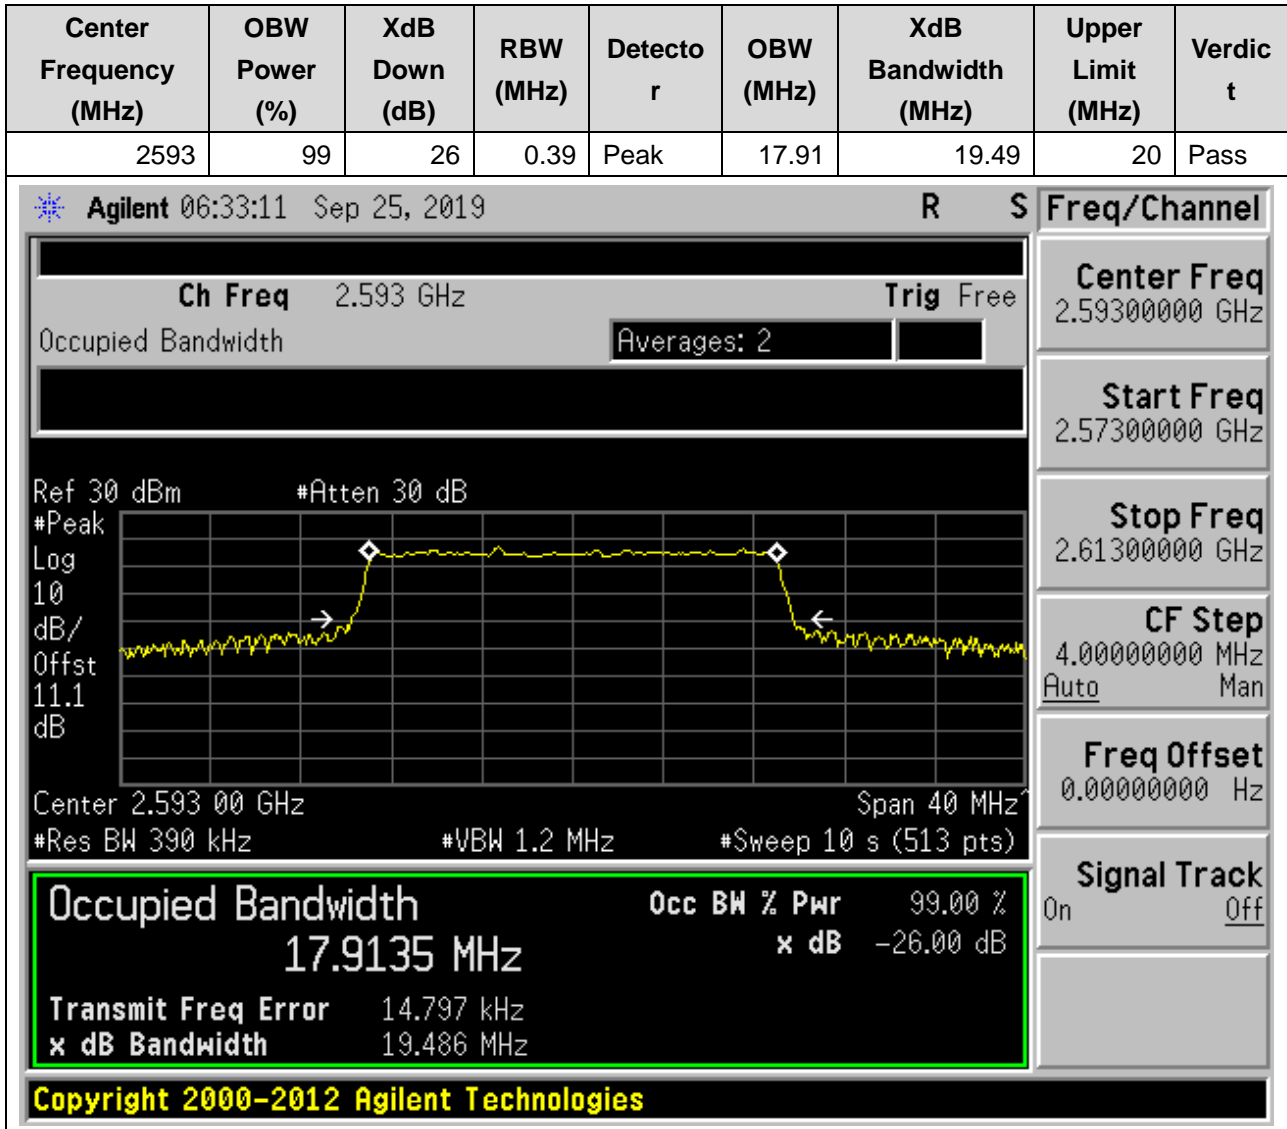 Center Frequency (MHz) OBW Power (%) XdB Down (dB) RBW (MHz) Detector OBW (MHz) XdB Bandwidth (MHz) Upper Limit (MHz) Verdict
2593 99 26 0.39 Peak 17.91 19.49 20 Pass
Agilent 06:33:11 Sep 25, 2019 R S
Ch Freq 2.593 GHz Trig Free
Occupied Bandwidth Averages: 2
Ref 30 dBm #Atten 30 dB
#Peak
Log
10
dB/
Offst
11.1
dB
Center 2.593 00 GHz Span 40 MHz^
#Res BW 390 kHz #VBW 1.2 MHz #Sweep 10 s (513 pts)
Occupied Bandwidth Occ BW % Pwr 99.00 %
17.9135 MHz x dB -26.00 dB
Transmit Freq Error 14.797 kHz
x dB Bandwidth 19.486 MHz
Copyright 2000-2012 Agilent Technologies
Freq/Channel
Center Freq
2.59300000 GHz
Start Freq
2.57300000 GHz
Stop Freq
2.61300000 GHz
CF Step
4.00000000 MHz
Auto Man
Freq Offset
0.00000000 Hz
Signal Track
On Off